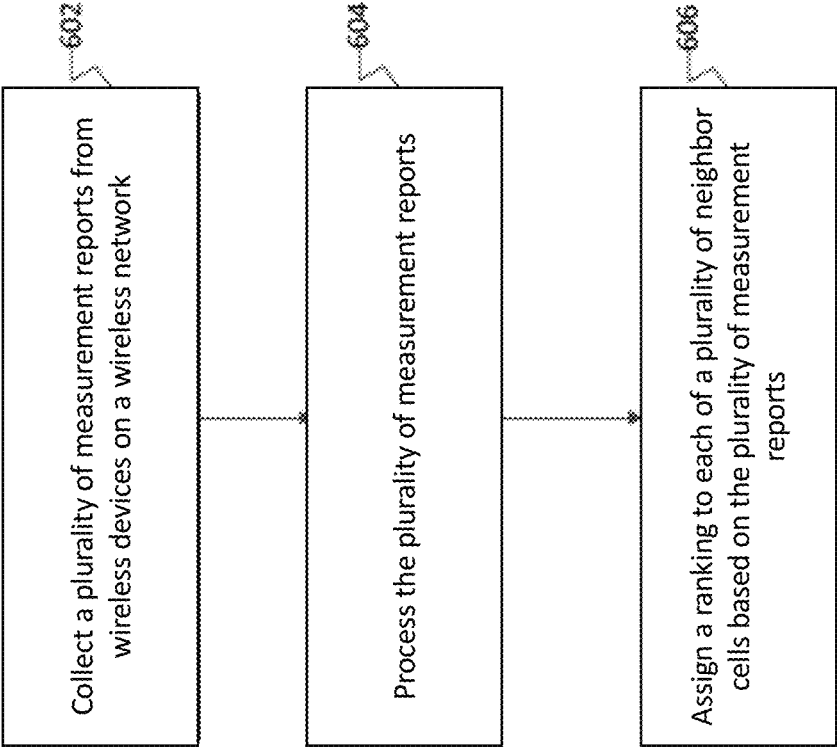 602
Collect a plurality of measurement reports from
wireless devices on a wireless network
604
Process the plurality of measurement reports
606
Assign a ranking to each of a plurality of neighbor
cells based on the plurality of measurement
reports